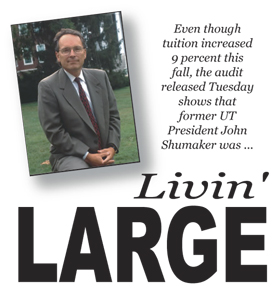 Even though
tuition increased
9 percent this
fall, the audit
released Tuesday
shows that
former UT
President John
Shumaker was ...
Livin'
LARGE